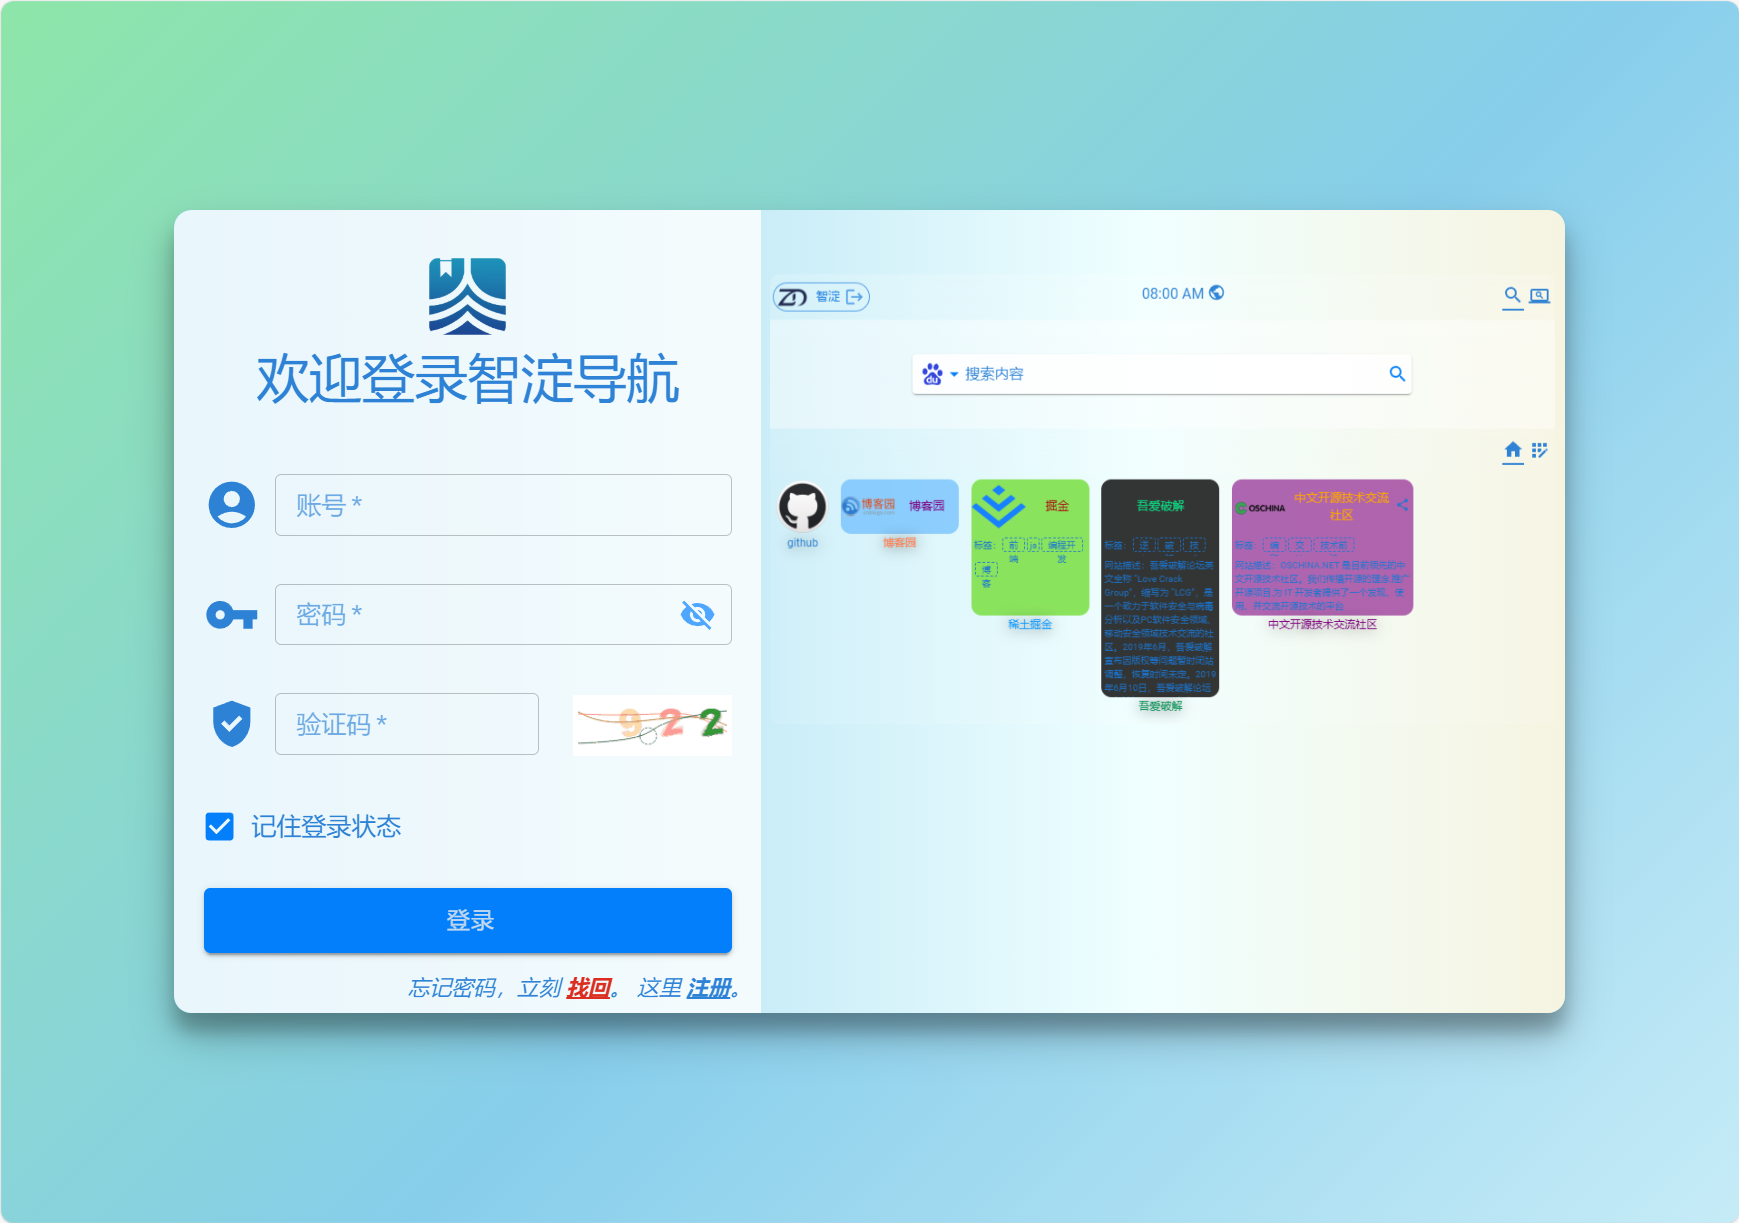 欢迎登录智淀导航
账号 *
密码 *
验证码 *
922
记住登录状态
登录
忘记密码，立刻 找回。 这里 注册。
智淀
08:00 AM
du
搜索内容
github
博客园
博客园
博客园
掘金
标签： 前端 js 编程开发
博客
稀土掘金
吾爱破解
标签： 逆 破 技
网站描述：吾爱破解论坛英
文全称 "Love Crack
Group"，缩写为 "LCG"，是
一个致力于软件安全与病毒
分析以及PC软件安全领域，
移动安全领域技术交流的社
区。2019年6月，吾爱破解
宣布因版权等问题暂时闭站
调整，恢复时间未定。2019
年6月10日，吾爱破解论坛
吾爱破解
OSCHINA
中文开源技术交流
社区
标签： 编 交 技术敢
网站描述：OSCHINA.NET 是目前领先的中
文开源技术社区。我们传播开源的理念,推广
开源项目,为 IT 开发者提供了一个发现、使
用、并交流开源技术的平台
中文开源技术交流社区